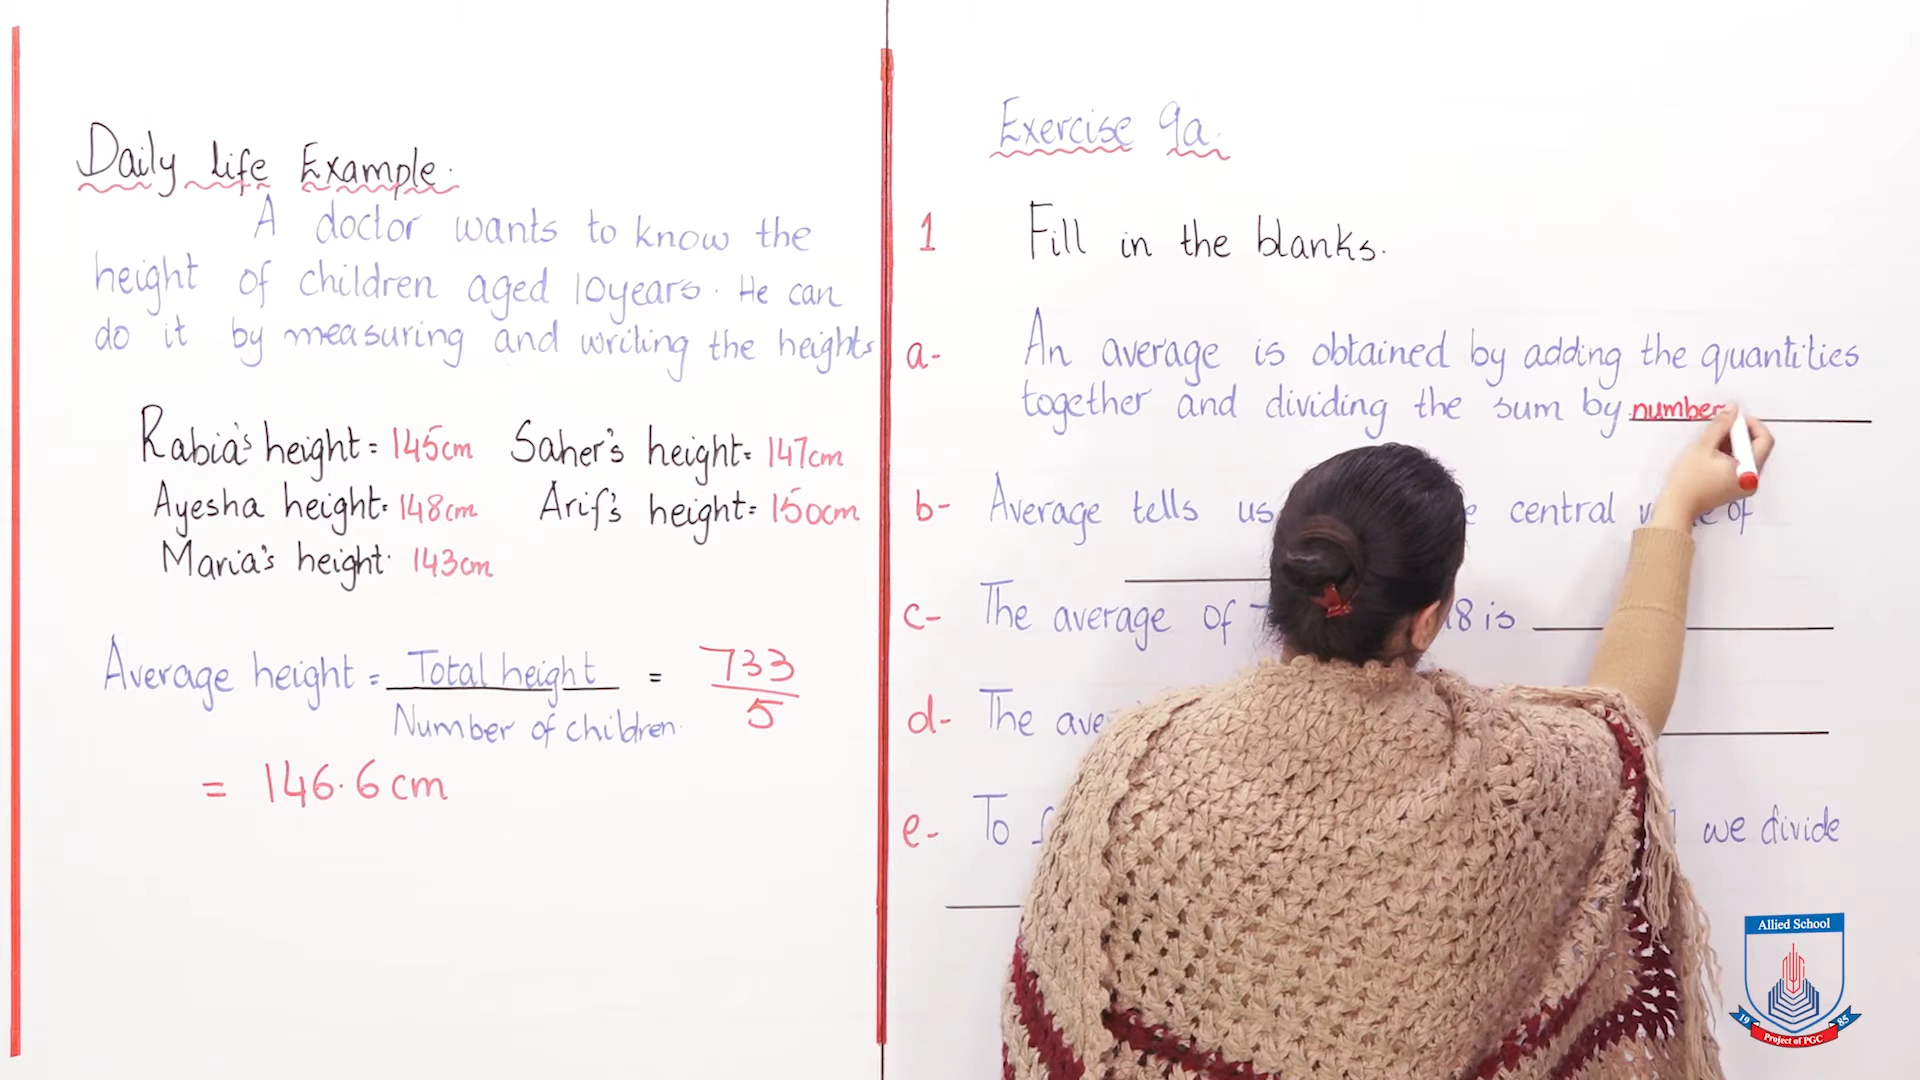 Daily life Example.
A doctor wants to know the
height of children aged 10years. He can
do it by measuring and writing the heights
Rabia's height = 145cm Saher's height= 147cm
Ayesha height= 148cm Arif's height= 150cm
Maria's height 143cm
Average height = Total height / Number of children = 733 / 5
= 146.6 cm
Exercise 9a.
1 Fill in the blanks.
a- An average is obtained by adding the quantities
together and dividing the sum by number
b- Average tells us central of
c- The average of 18 is
d- The
e- To we divide
Allied School
1985
Project of PGC